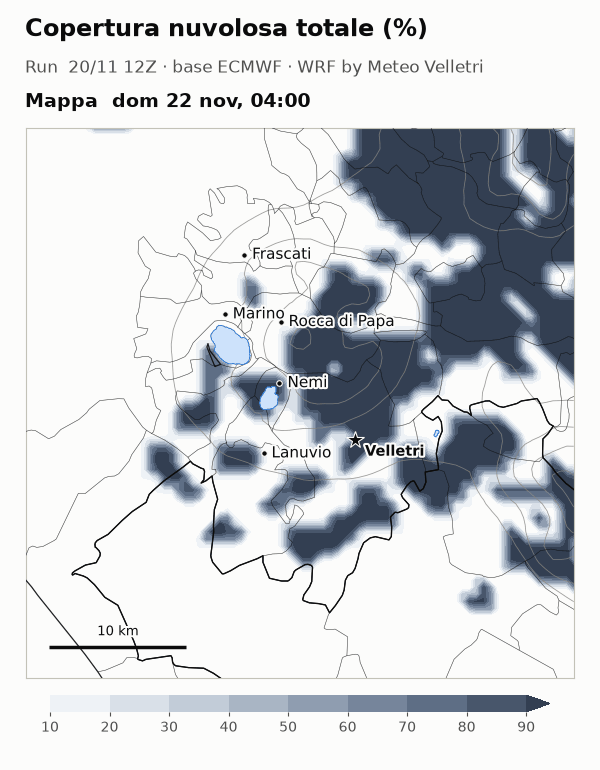 Copertura nuvolosa totale (%)
Run  20/11 12Z · base ECMWF · WRF by Meteo Velletri
Mappa  dom 22 nov, 04:00
Frascati
Marino
Rocca di Papa
Nemi
Velletri
Lanuvio
10 km
10 20 30 40 50 60 70 80 90